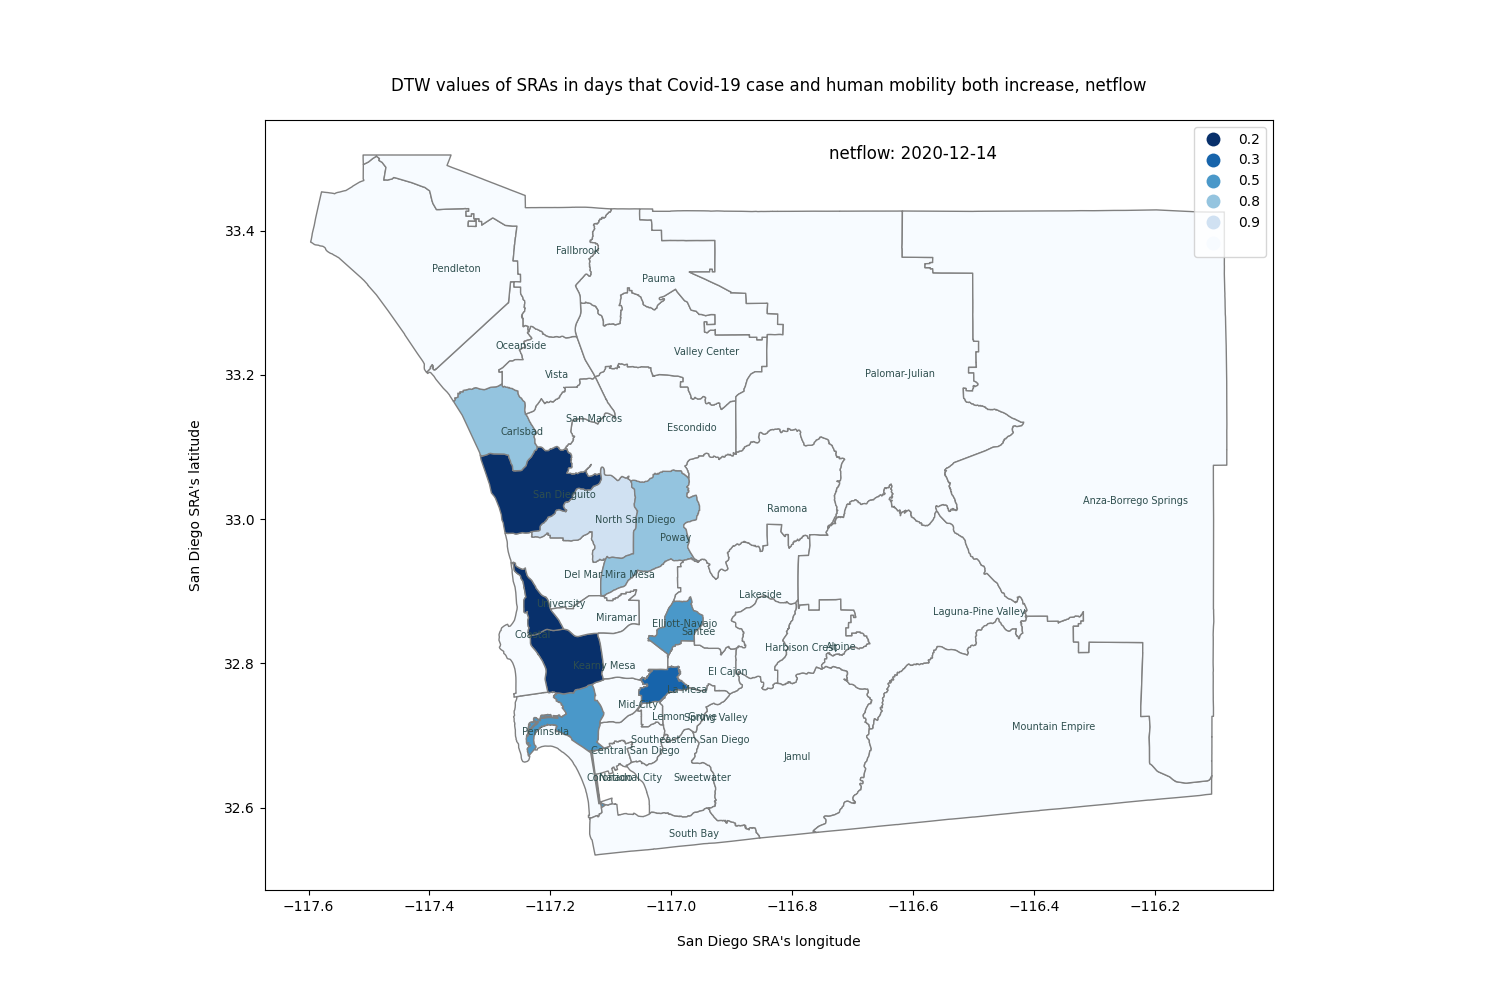 DTW values of SRAs in days that Covid-19 case and human mobility both increase, netflow
netflow: 2020-12-14
0.2
0.3
0.5
0.8
0.9
San Diego SRA's latitude
33.4
33.2
33.0
32.8
32.6
Fallbrook
Pendleton
Pauma
Oceanside
Valley Center
Vista
Palomar-Julian
San Marcos
Carlsbad
Escondido
San Dieguito
Anza-Borrego Springs
Ramona
North San Diego
Poway
Del Mar-Mira Mesa
Lakeside
University
Laguna-Pine Valley
Miramar
Elliott-Navajo
Santee
Coastal
Harbison Crest
Alpine
Kearny Mesa
El Cajon
La Mesa
Mid-City
Lemon Grove
Spring Valley
Mountain Empire
Peninsula
Southeastern San Diego
Central San Diego
Jamul
Coronado
National City
Sweetwater
South Bay
−117.6
−117.4
−117.2
−117.0
−116.8
−116.6
−116.4
−116.2
San Diego SRA's longitude